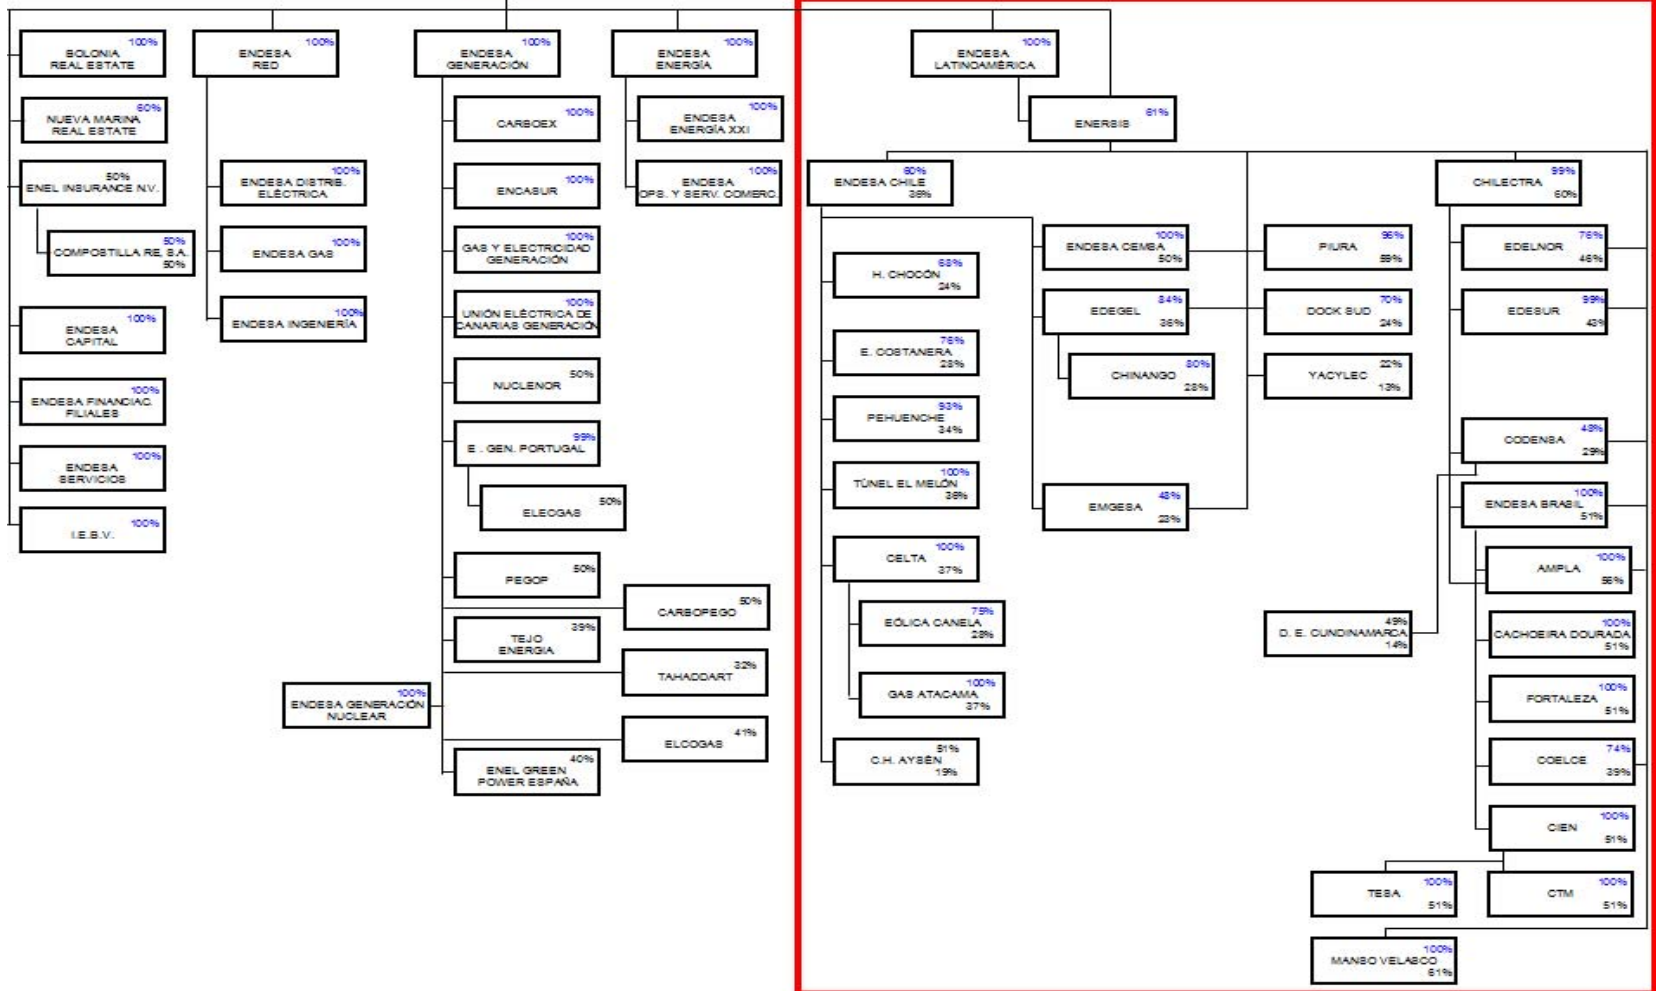 100%
BOLONIA
REAL ESTATE
60%
NUEVA MARINA
REAL ESTATE
50%
ENEL INSURANCE N.V.
50%
COMPOSTILLA RE, S.A.
50%
100%
ENDESA
CAPITAL
100%
ENDESA FINANCIAC.
FILIALES
100%
ENDESA
SERVICIOS
100%
I.E.B.V.
100%
ENDESA
RED
100%
ENDESA DISTRIB.
ELÉCTRICA
100%
ENDESA GAS
100%
ENDESA INGENIERÍA
100%
ENDESA
GENERACIÓN
100%
CARBOEX
100%
ENCASUR
100%
GAS Y ELECTRICIDAD
GENERACIÓN
100%
UNIÓN ELÉCTRICA DE
CANARIAS GENERACIÓN
50%
NUCLENOR
99%
E . GEN. PORTUGAL
50%
ELECGAS
50%
PEGOP
50%
CARBOPEGO
39%
TEJO
ENERGIA
32%
TAHADDART
100%
ENDESA GENERACIÓN
NUCLEAR
41%
ELCOGAS
40%
ENEL GREEN
POWER ESPAÑA
100%
ENDESA
ENERGÍA
100%
ENDESA
ENERGÍA XXI
100%
ENDESA
OPS. Y SERV. COMERC.
100%
ENDESA
LATINOAMÉRICA
61%
ENERSIS
60%
ENDESA CHILE
36%
H. CHOCÓN
24%
76%
E. COSTANERA
28%
93%
PEHUENCHE
34%
100%
TÚNEL EL MELÓN
36%
100%
CELTA
37%
75%
EÓLICA CANELA
28%
100%
GAS ATACAMA
37%
51%
C.H. AYSÉN
19%
100%
ENDESA CEMSA
50%
84%
EDEGEL
36%
80%
CHINANGO
28%
48%
EMGESA
23%
96%
PIURA
59%
70%
DOCK SUD
24%
22%
YACYLEC
13%
49%
D. E. CUNDINAMARCA
14%
99%
CHILECTRA
60%
76%
EDELNOR
46%
99%
EDESUR
43%
48%
CODENSA
29%
100%
ENDESA BRASIL
51%
100%
AMPLA
56%
100%
CACHOEIRA DOURADA
51%
100%
FORTALEZA
51%
74%
COELCE
39%
100%
CIEN
51%
100%
TESA
51%
100%
CTM
51%
100%
MANSO VELASCO
61%